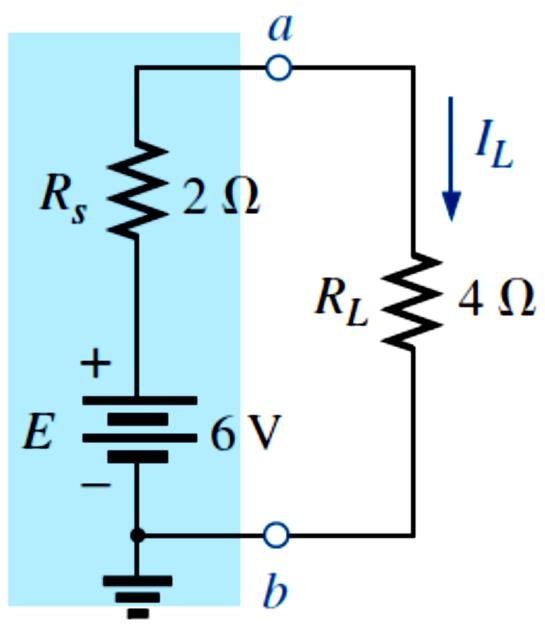 a
I_L
R_s 2 Ω
R_L 4 Ω
+
E 6 V
−
b